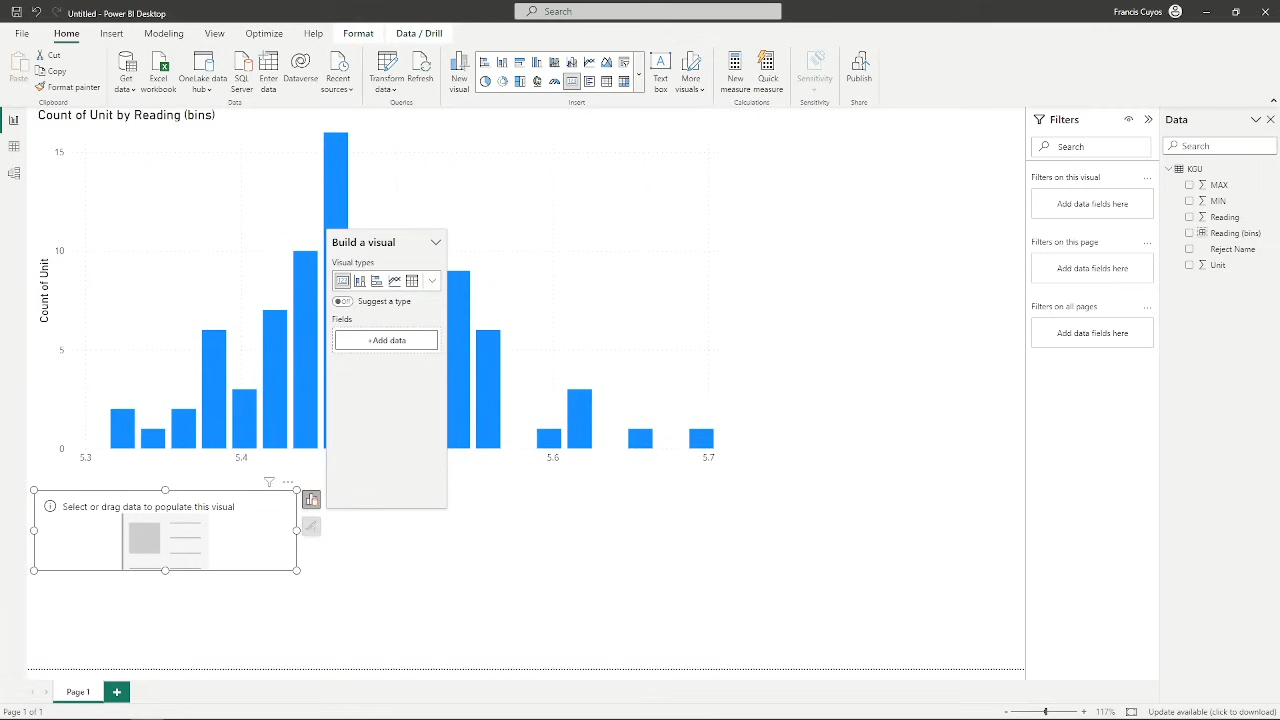 Untitled - Power BI Desktop
Search
Francis Cuyos
File
Home
Insert
Modeling
View
Optimize
Help
Format
Data / Drill
Paste
Cut
Copy
Format painter
Get data
Excel workbook
OneLake data hub
SQL Server
Enter data
Dataverse
Recent sources
Transform data
Refresh
New visual
Text box
More visuals
New measure
Quick measure
Sensitivity
Publish
Clipboard
Data
Queries
Insert
Calculations
Sensitivity
Share
Count of Unit by Reading (bins)
15
10
5
0
Count of Unit
5.3
5.4
5.6
5.7
Build a visual
Visual types
Off
Suggest a type
Fields
+Add data
Select or drag data to populate this visual
Filters
Search
Filters on this visual
...
Add data fields here
Filters on this page
...
Add data fields here
Filters on all pages
...
Add data fields here
Data
Search
KGU
MAX
MIN
Reading
Reading (bins)
Reject Name
Unit
Page 1
Page 1 of 1
117%
Update available (click to download)